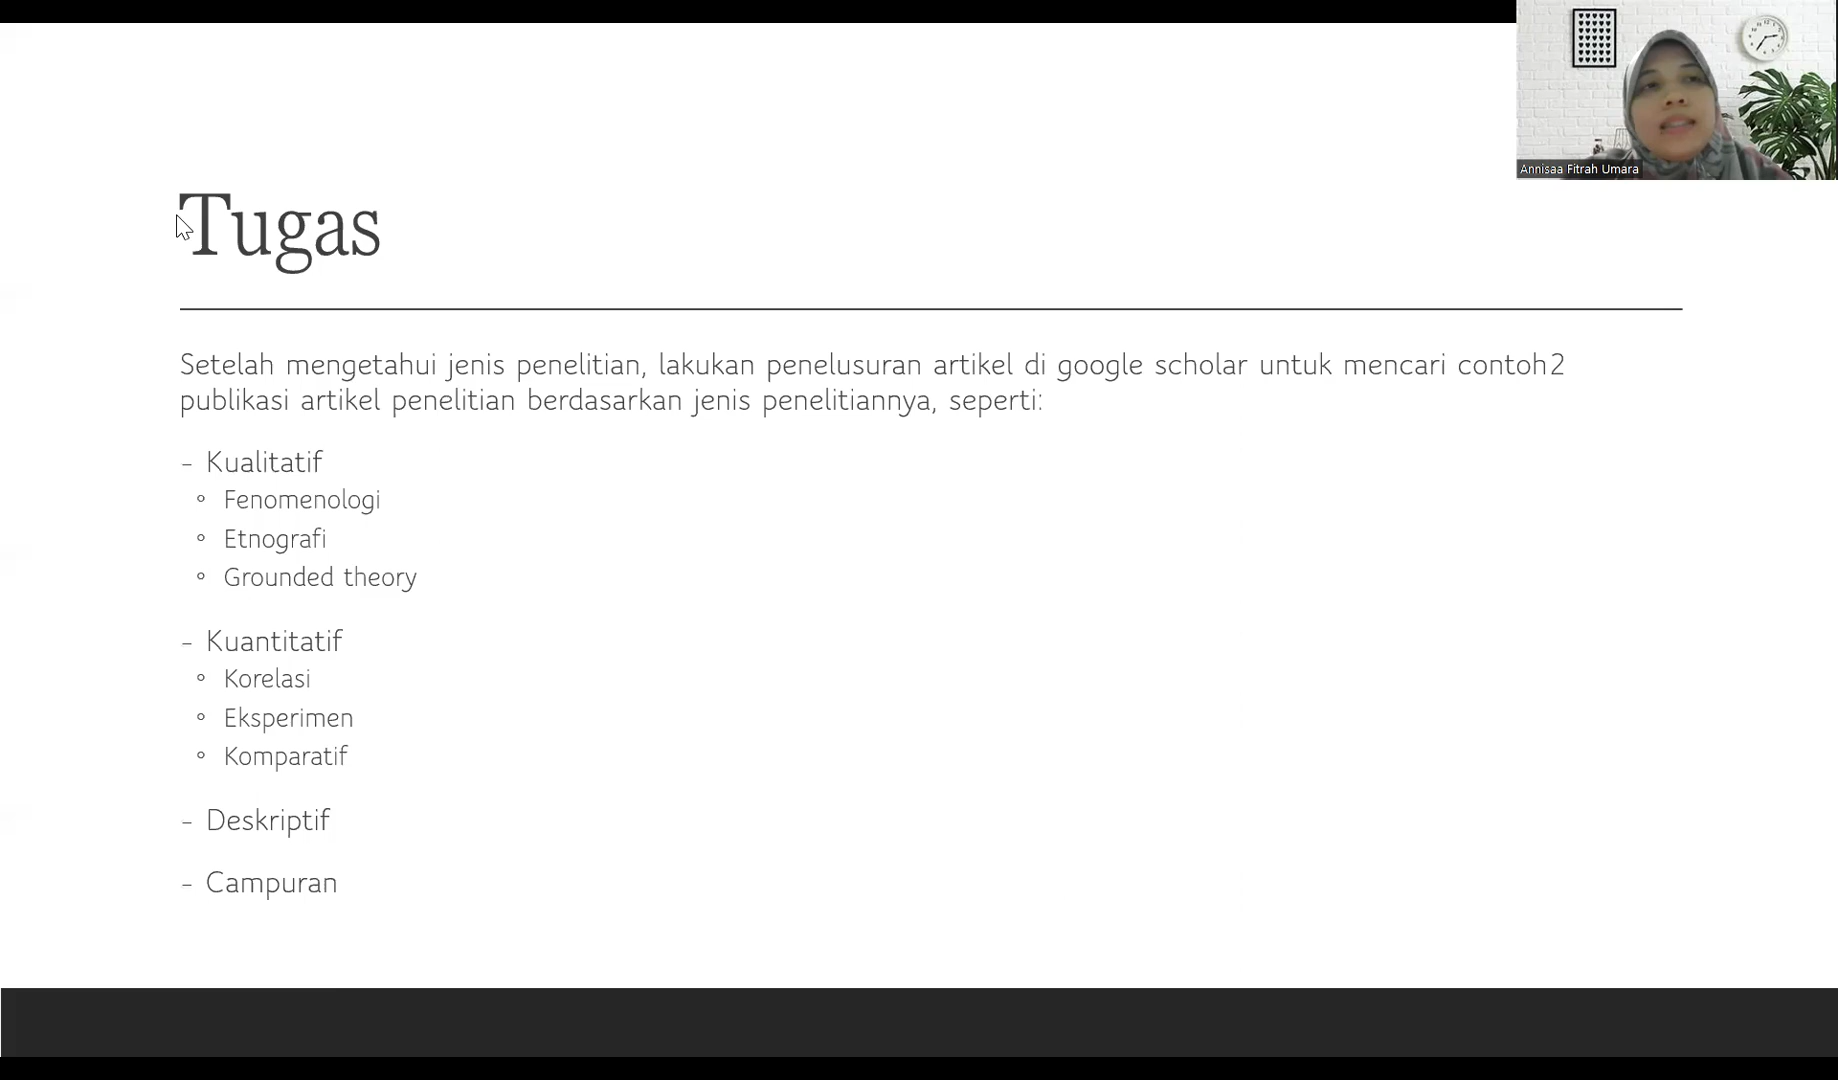 Annisaa Fitrah Umara
Tugas
Setelah mengetahui jenis penelitian, lakukan penelusuran artikel di google scholar untuk mencari contoh2
publikasi artikel penelitian berdasarkan jenis penelitiannya, seperti:
- Kualitatif
◦ Fenomenologi
◦ Etnografi
◦ Grounded theory
- Kuantitatif
◦ Korelasi
◦ Eksperimen
◦ Komparatif
- Deskriptif
- Campuran